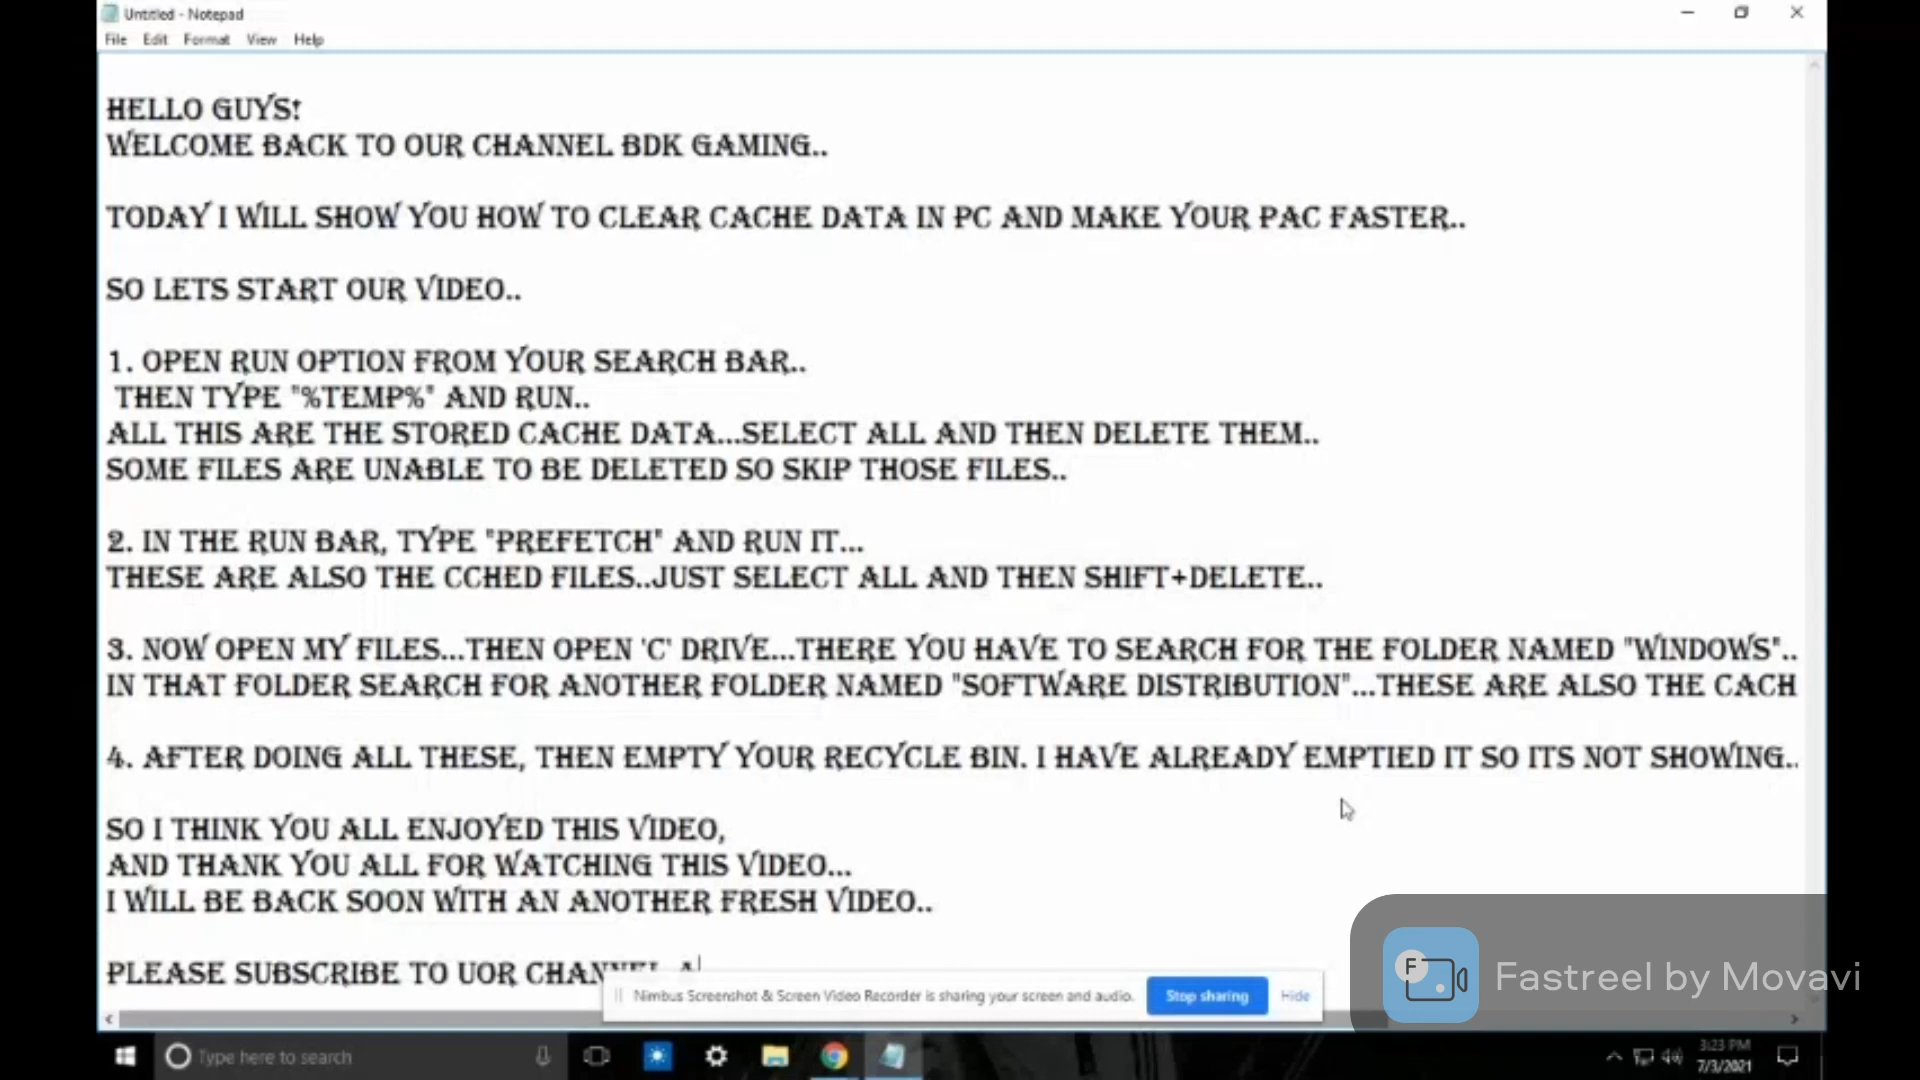 Untitled - Notepad
File Edit Format View Help
HELLO GUYS!
WELCOME BACK TO OUR CHANNEL BDK GAMING..
TODAY I WILL SHOW YOU HOW TO CLEAR CACHE DATA IN PC AND MAKE YOUR PAC FASTER..
SO LETS START OUR VIDEO..
1. OPEN RUN OPTION FROM YOUR SEARCH BAR..
THEN TYPE "%TEMP%" AND RUN..
ALL THIS ARE THE STORED CACHE DATA...SELECT ALL AND THEN DELETE THEM..
SOME FILES ARE UNABLE TO BE DELETED SO SKIP THOSE FILES..
2. IN THE RUN BAR, TYPE "PREFETCH" AND RUN IT...
THESE ARE ALSO THE CCHED FILES..JUST SELECT ALL AND THEN SHIFT+DELETE..
3. NOW OPEN MY FILES...THEN OPEN 'C' DRIVE...THERE YOU HAVE TO SEARCH FOR THE FOLDER NAMED "WINDOWS"..
IN THAT FOLDER SEARCH FOR ANOTHER FOLDER NAMED "SOFTWARE DISTRIBUTION"...THESE ARE ALSO THE CACH
4. AFTER DOING ALL THESE, THEN EMPTY YOUR RECYCLE BIN. I HAVE ALREADY EMPTIED IT SO ITS NOT SHOWING..
SO I THINK YOU ALL ENJOYED THIS VIDEO,
AND THANK YOU ALL FOR WATCHING THIS VIDEO...
I WILL BE BACK SOON WITH AN ANOTHER FRESH VIDEO..
PLEASE SUBSCRIBE TO UOR CHANNEL A
Nimbus Screenshot & Screen Video Recorder is sharing your screen and audio. Stop sharing Hide
F Fastreel by Movavi
Type here to search
3:23 PM
7/3/2021